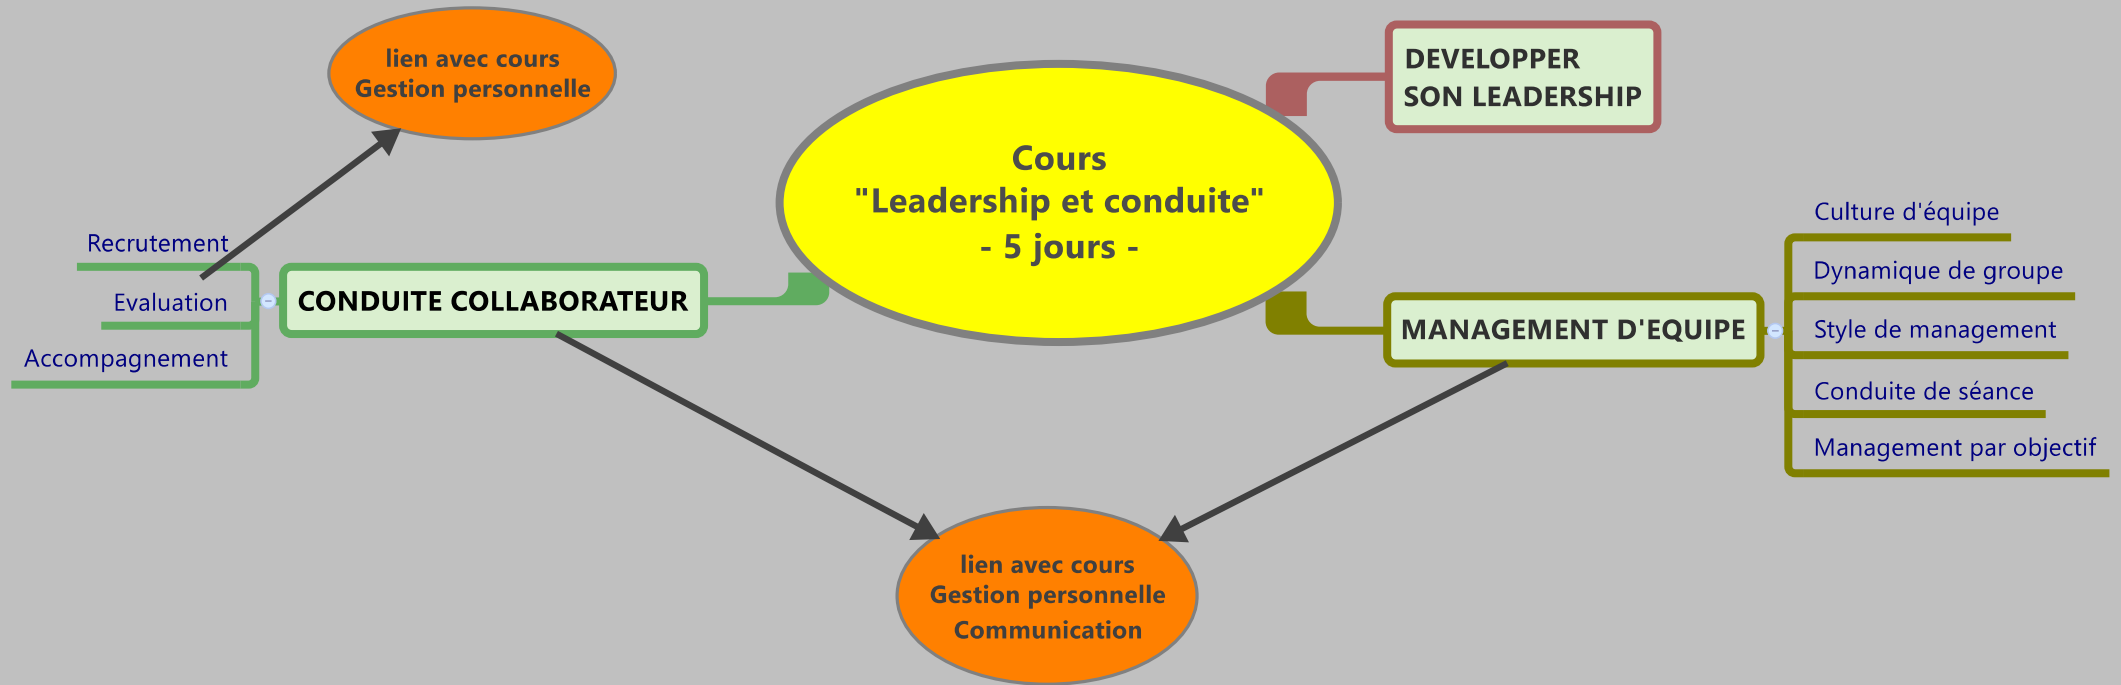 lien avec cours
Gestion personnelle
DEVELOPPER
SON LEADERSHIP
Cours
"Leadership et conduite"
- 5 jours -
Recrutement
Evaluation
Accompagnement
CONDUITE COLLABORATEUR
MANAGEMENT D'EQUIPE
Culture d'équipe
Dynamique de groupe
Style de management
Conduite de séance
Management par objectif
lien avec cours
Gestion personnelle
Communication